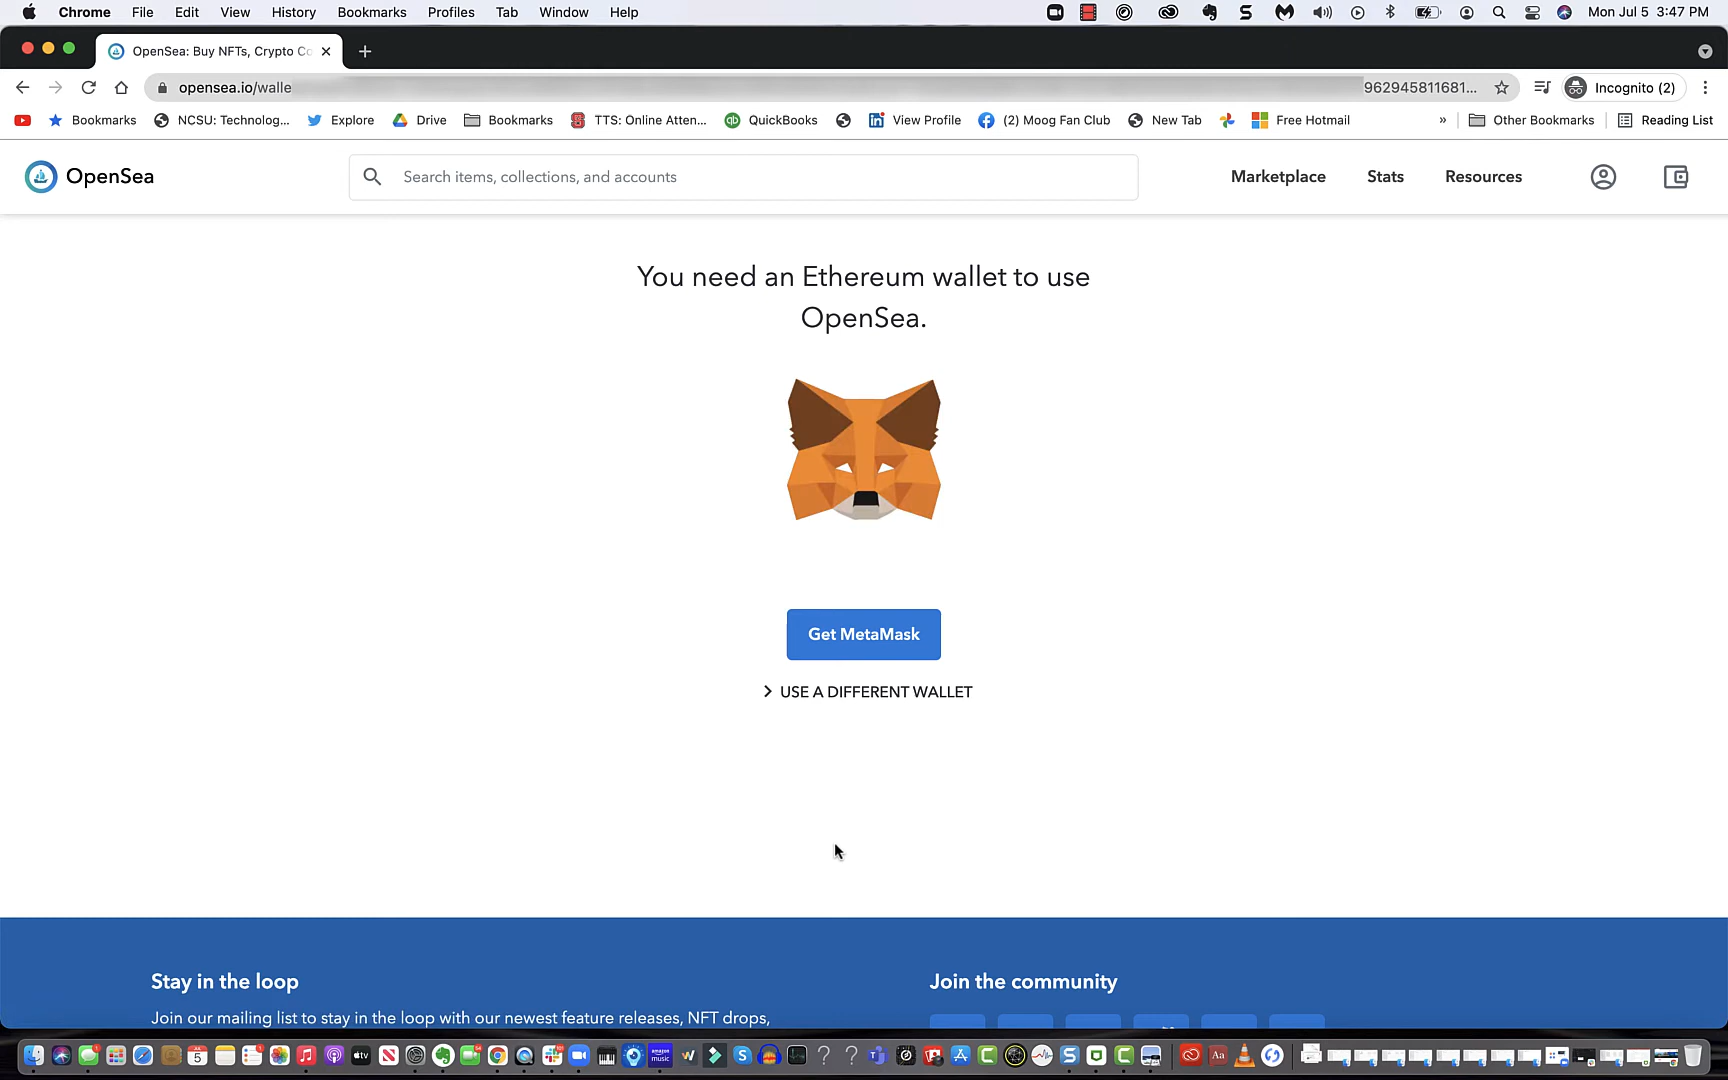 Chrome File Edit View History Bookmarks Profiles Tab Window Help Mon Jul 5 3:47 PM
OpenSea: Buy NFTs, Crypto Co
opensea.io/walle 962945811681... Incognito (2)
Bookmarks NCSU: Technolog... Explore Drive Bookmarks TTS: Online Atten... QuickBooks View Profile (2) Moog Fan Club New Tab Free Hotmail » Other Bookmarks Reading List
OpenSea Search items, collections, and accounts Marketplace Stats Resources
You need an Ethereum wallet to use
OpenSea.
Get MetaMask
USE A DIFFERENT WALLET
Stay in the loop Join the community
Join our mailing list to stay in the loop with our newest feature releases, NFT drops,